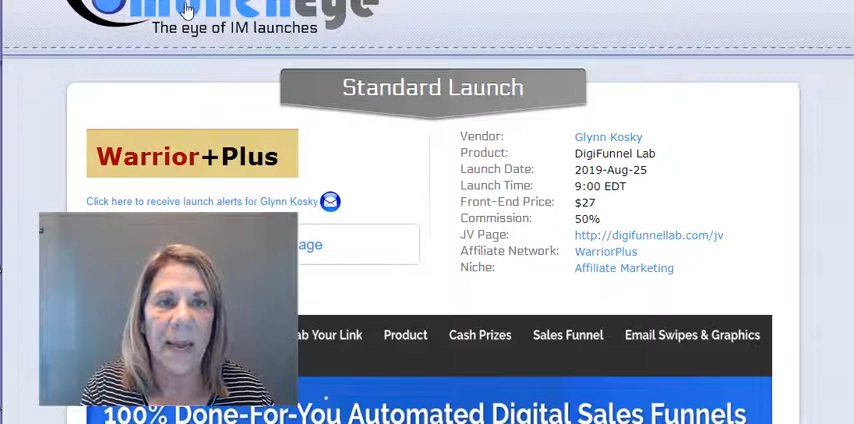 The eye of IM launches
Standard Launch
Warrior+Plus
Click here to receive launch alerts for Glynn Kosky
age
Vendor: Glynn Kosky
Product: DigiFunnel Lab
Launch Date: 2019-Aug-25
Launch Time: 9:00 EDT
Front-End Price: $27
Commission: 50%
JV Page: http://digifunnellab.com/jv
Affiliate Network: WarriorPlus
Niche: Affiliate Marketing
ab Your Link Product Cash Prizes Sales Funnel Email Swipes & Graphics
100% Done-For-You Automated Digital Sales Funnels